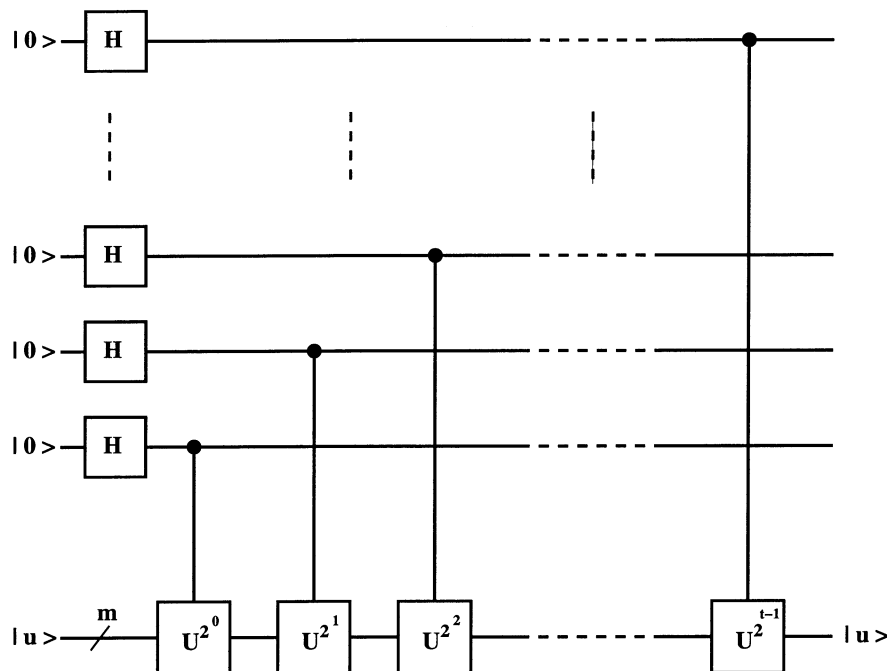 |0> H
|0> H
|0> H
|0> H
m
|u> U^{2^0} U^{2^1} U^{2^2} U^{2^{t-1}} |u>